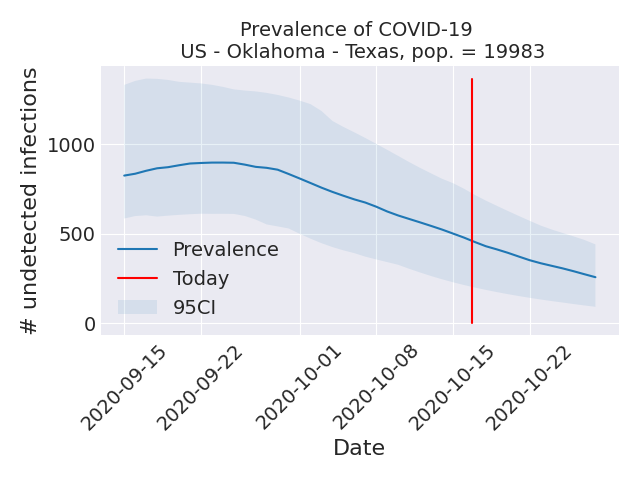 Prevalence of COVID-19
US - Oklahoma - Texas, pop. = 19983
# undetected infections
1000
500
0
Prevalence
Today
95CI
2020-09-15
2020-09-22
2020-10-01
2020-10-08
2020-10-15
2020-10-22
Date